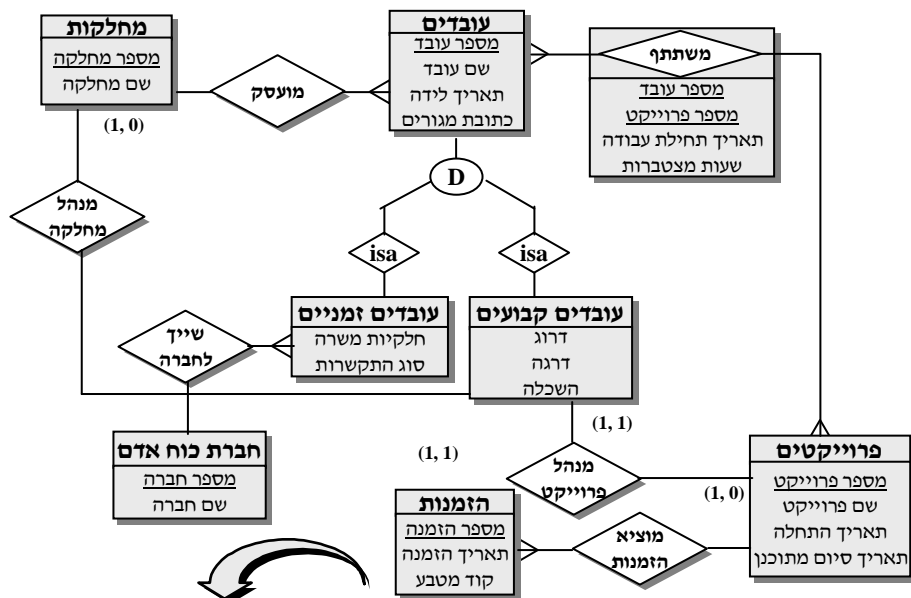 מחלקות
מספר מחלקה
שם מחלקה
עובדים
מספר עובד
שם עובד
תאריך לידה
כתובת מגורים
משתתף
מספר עובד
מספר פרוייקט
תאריך תחילת עבודה
שעות מצטברות
מועסק
(1, 0)
מנהל
מחלקה
D
isa
isa
עובדים זמניים
חלקיות משרה
סוג התקשרות
עובדים קבועים
דרוג
דרגה
השכלה
שייך
לחברה
חברת כוח אדם
מספר חברה
שם חברה
(1, 1)
(1, 1)
מנהל
פרוייקט
(1, 0)
פרוייקטים
מספר פרוייקט
שם פרוייקט
תאריך התחלה
תאריך סיום מתוכנן
הזמנות
מספר הזמנה
תאריך הזמנה
קוד מטבע
מוציא
הזמנות